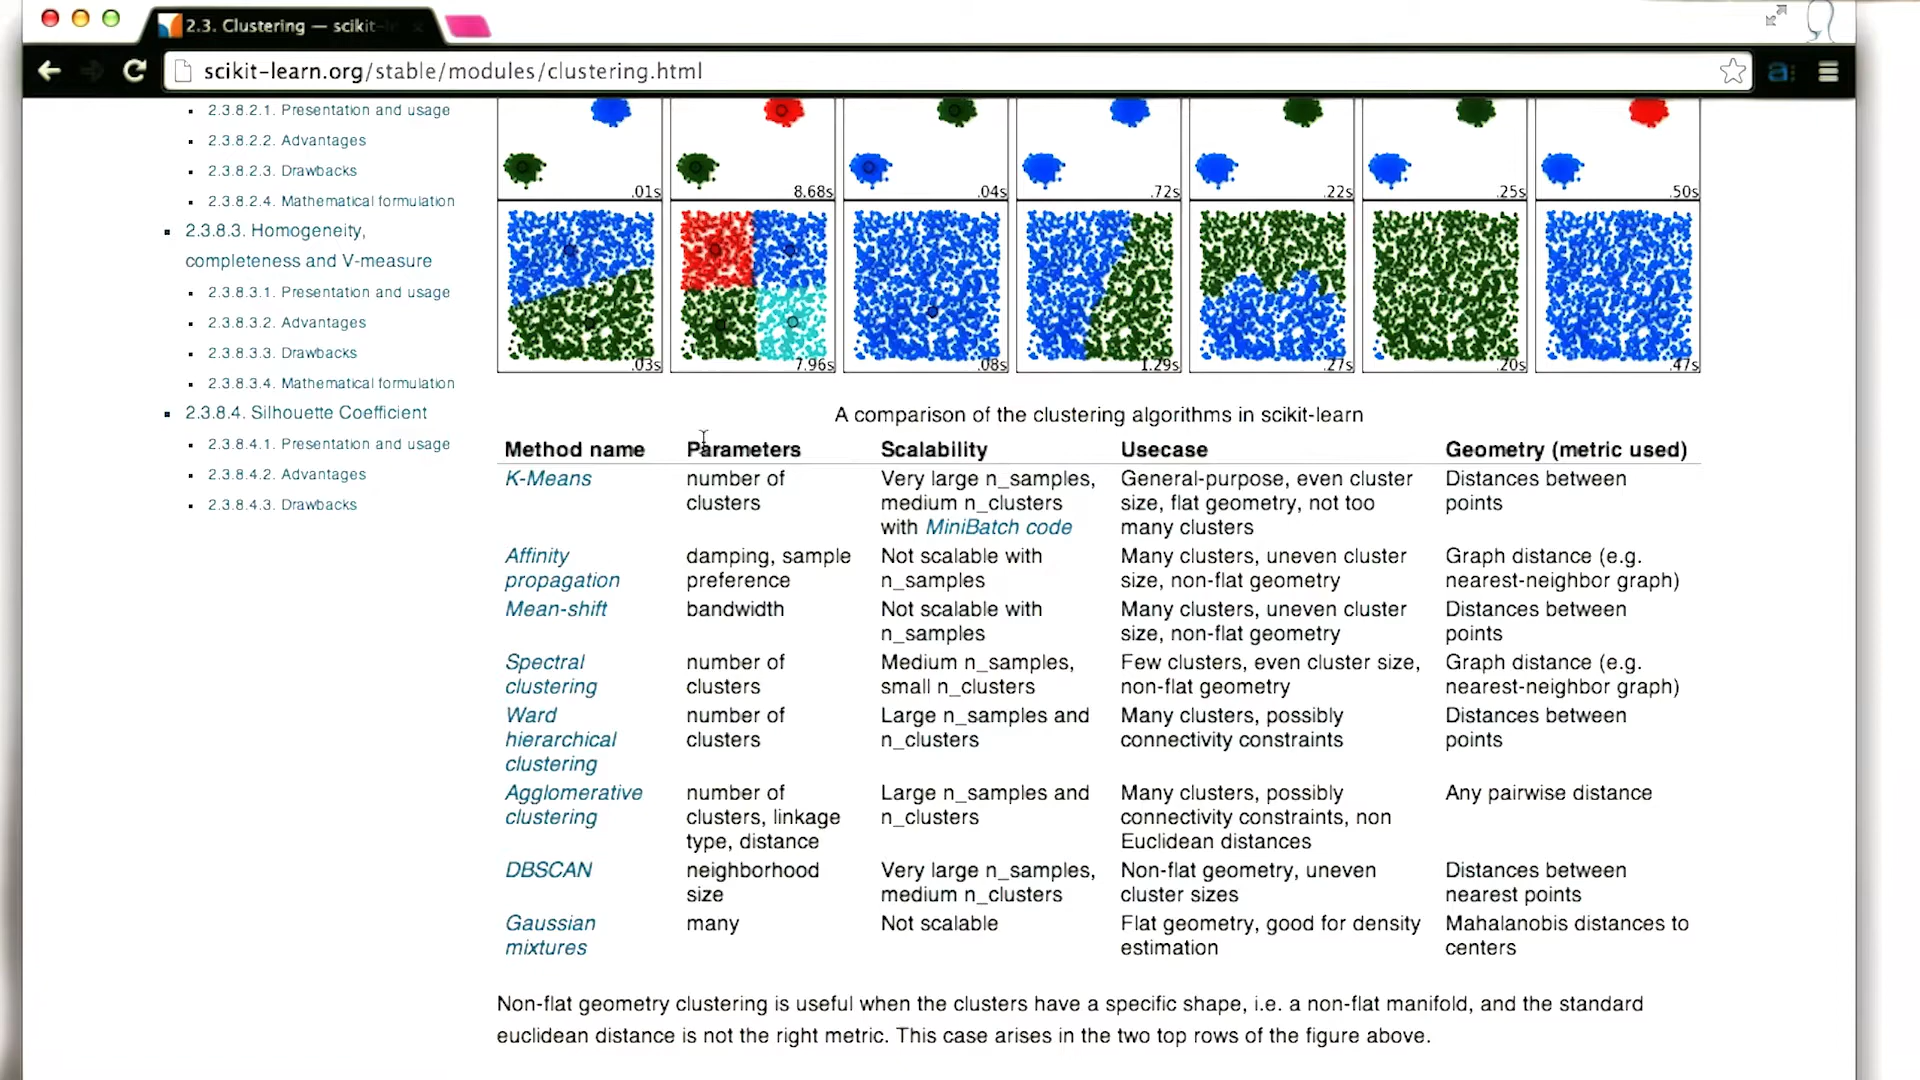 2.3. Clustering — scikit-
scikit-learn.org/stable/modules/clustering.html
2.3.8.2.1. Presentation and usage
2.3.8.2.2. Advantages
2.3.8.2.3. Drawbacks
2.3.8.2.4. Mathematical formulation
2.3.8.3. Homogeneity,
completeness and V-measure
2.3.8.3.1. Presentation and usage
2.3.8.3.2. Advantages
2.3.8.3.3. Drawbacks
2.3.8.3.4. Mathematical formulation
2.3.8.4. Silhouette Coefficient
2.3.8.4.1. Presentation and usage
2.3.8.4.2. Advantages
2.3.8.4.3. Drawbacks
.01s 8.68s .04s .72s .22s .25s .50s
.03s 7.96s .08s 1.29s .27s .20s .47s
A comparison of the clustering algorithms in scikit-learn
Method name Parameters Scalability Usecase Geometry (metric used)
K-Means number of Very large n_samples, General-purpose, even cluster Distances between
clusters medium n_clusters size, flat geometry, not too points
with MiniBatch code many clusters
Affinity damping, sample Not scalable with Many clusters, uneven cluster Graph distance (e.g.
propagation preference n_samples size, non-flat geometry nearest-neighbor graph)
Mean-shift bandwidth Not scalable with Many clusters, uneven cluster Distances between
n_samples size, non-flat geometry points
Spectral number of Medium n_samples, Few clusters, even cluster size, Graph distance (e.g.
clustering clusters small n_clusters non-flat geometry nearest-neighbor graph)
Ward number of Large n_samples and Many clusters, possibly Distances between
hierarchical clusters n_clusters connectivity constraints points
clustering
Agglomerative number of Large n_samples and Many clusters, possibly Any pairwise distance
clustering clusters, linkage n_clusters connectivity constraints, non
type, distance Euclidean distances
DBSCAN neighborhood Very large n_samples, Non-flat geometry, uneven Distances between
size medium n_clusters cluster sizes nearest points
Gaussian many Not scalable Flat geometry, good for density Mahalanobis distances to
mixtures estimation centers
Non-flat geometry clustering is useful when the clusters have a specific shape, i.e. a non-flat manifold, and the standard
euclidean distance is not the right metric. This case arises in the two top rows of the figure above.